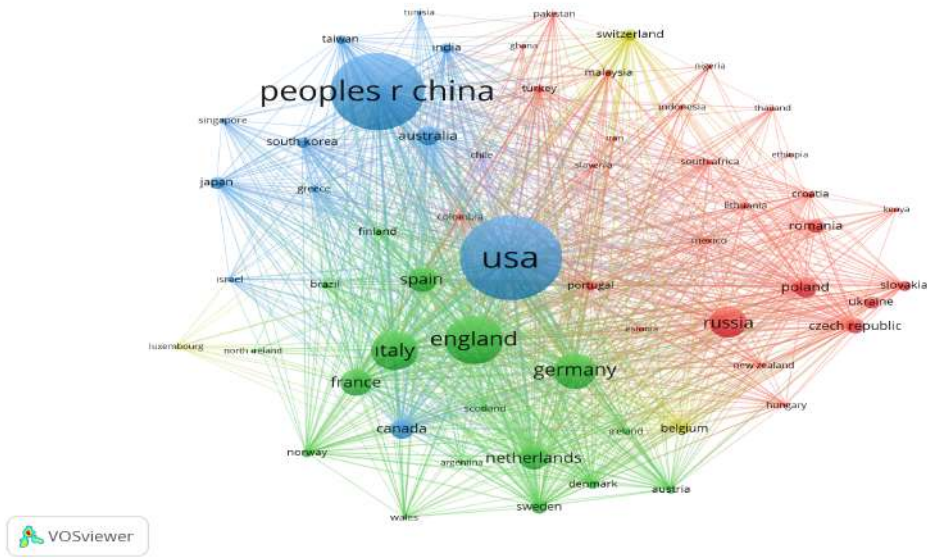 tunisia
pakistan
taiwan
india
ghana
switzerland
peoples r china
malaysia
nigeria
turkey
singapore
indonesia
thailand
south korea
australia
iran
chile
slovenia
south africa
ethiopia
japan
greece
croatia
colombia
lithuania
kenya
finland
romania
mexico
usa
israel
brazil
spain
portugal
poland
slovakia
ukraine
russia
czech republic
estonia
england
luxembourg
north ireland
italy
germany
new zealand
france
scotland
hungary
canada
ireland
belgium
norway
argentina
netherlands
denmark
austria
sweden
wales
VOSviewer